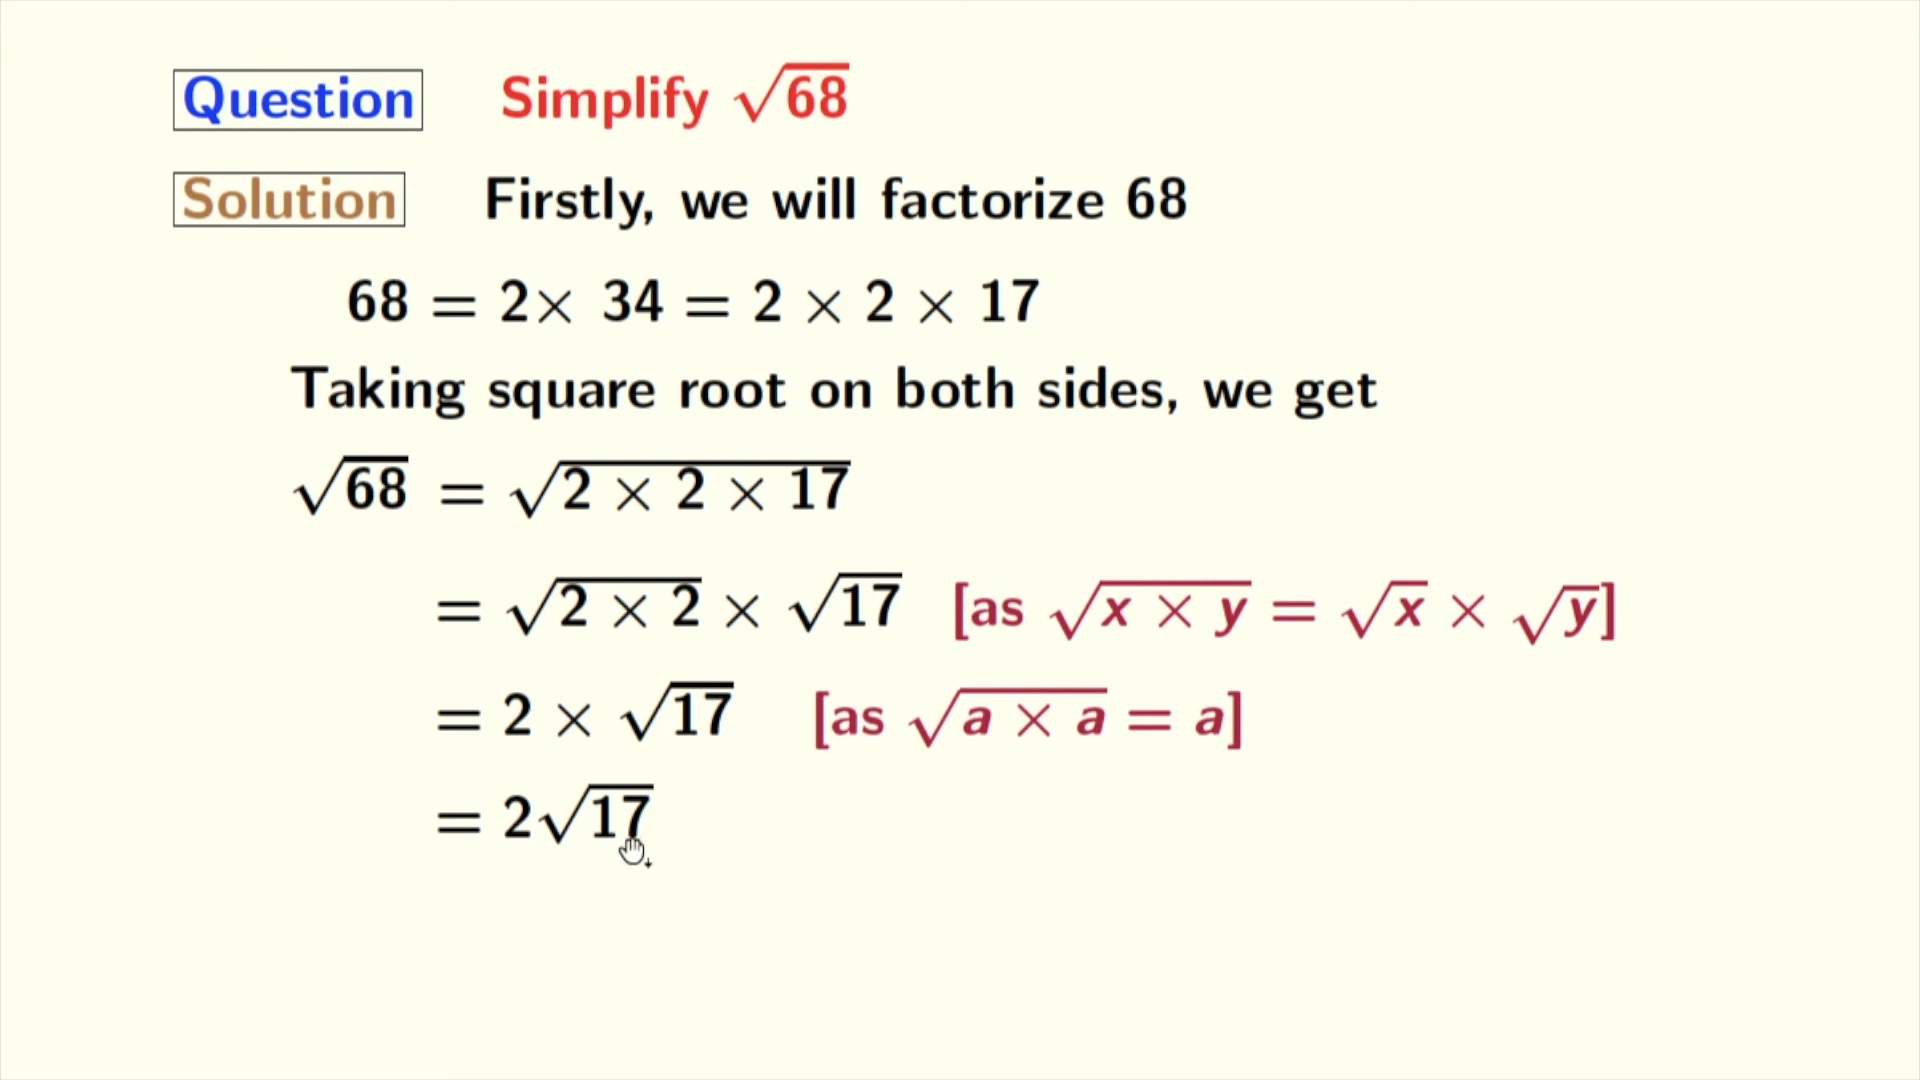 Question Simplify √68
Solution Firstly, we will factorize 68
68 = 2× 34 = 2 × 2 × 17
Taking square root on both sides, we get
√68 = √(2 × 2 × 17)
= √(2 × 2) × √17 [as √(x × y) = √x × √y]
= 2 × √17 [as √(a × a) = a]
= 2√17